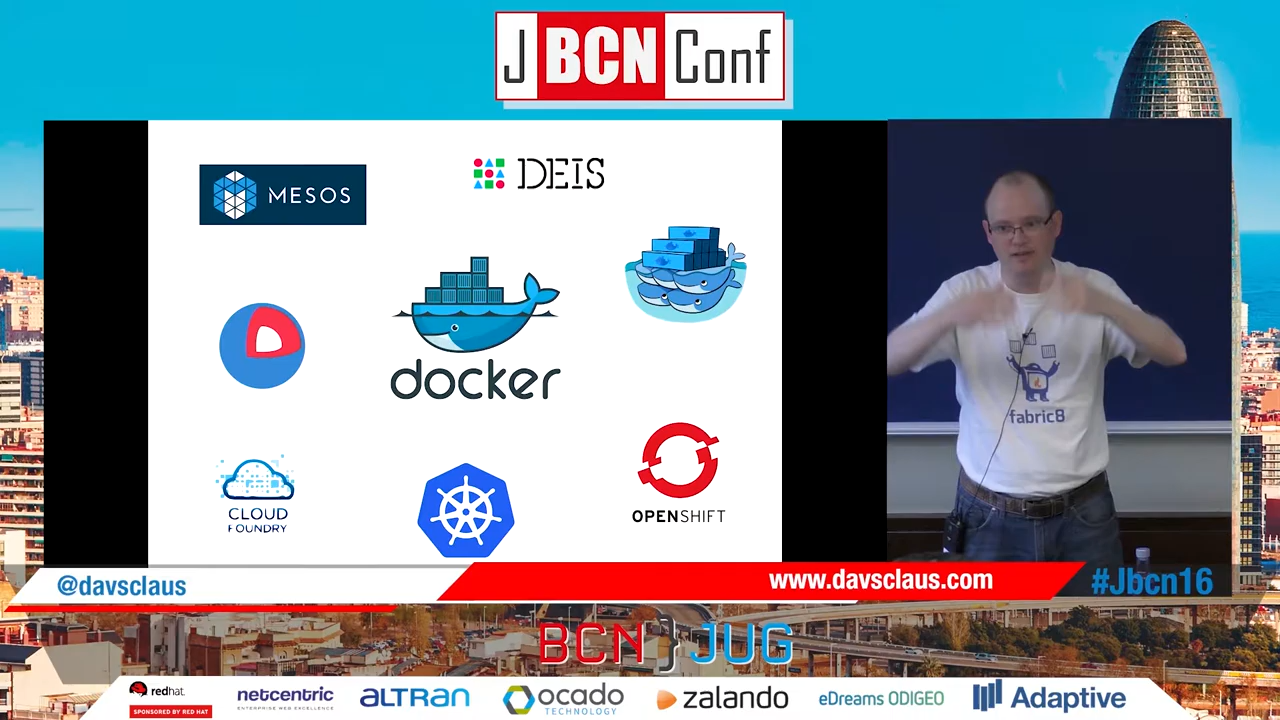 J BCN Conf
MESOS
DEIS
docker
CLOUD
FOUNDRY
OPENSHIFT
fabric8
@davsclaus
www.davsclaus.com
#Jbcn16
BCN JUG
redhat.
SPONSORED BY RED HAT
netcentric
ENTERPRISE WEB EXCELLENCE
ALTRAN
ocado
TECHNOLOGY
zalando
eDreams ODIGEO
Adaptive